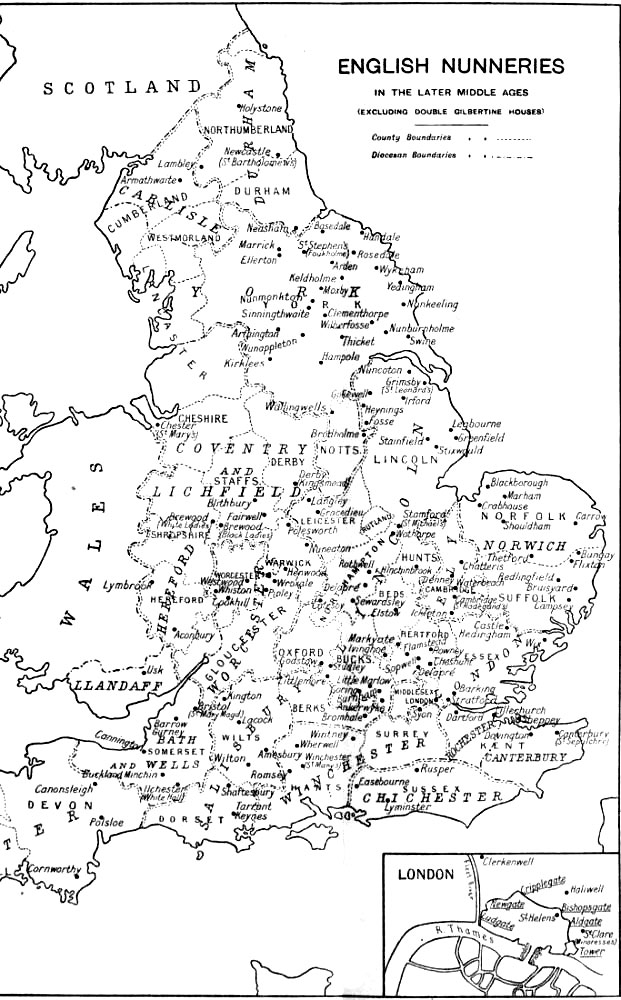 ENGLISH NUNNERIES
IN THE LATER MIDDLE AGES
(EXCLUDING DOUBLE GILBERTINE HOUSES)
County Boundaries
Diocesan Boundaries
SCOTLAND
Holystone
NORTHUMBERLAND
Newcastle
(St Bartholomew's)
Lambley
Armathwaite
DURHAM
DURHAM
CARLISLE
CUMBERLAND
WESTMORLAND
Neasham
Basedale
Handale
Marrick
St Stephen's
(Foukholme)
Rosedale
Ellerton
Arden
Wykeham
Keldholme
Yedingham
YORK
Nunmonkton
Moxby
YORK
Nunkeeling
Sinningthwaite
Clementhorpe
Wilberfosse
Arthington
Nunburnholme
Thicket
Swine
Nunappleton
Kirklees
Hampole
LANCASTER
Nuncoton
Grimsby
(St Leonard's)
Irford
Wallingwells
Heynings
Fosse
CHESHIRE
Chester
(St Mary's)
Legbourne
Greenfield
Stixwould
Stainfield
Brodholme
COVENTRY
NOTTS.
LINCOLN
LINCOLN
DERBY
AND
STAFFS.
LICHFIELD
Derby
Kingsmead
Langley
Gracedieu
LEICESTER
Blithbury
Brewood
(White Ladies)
Fairwell
Brewood
(Black Ladies)
SHROPSHIRE
Polesworth
RUTLAND
Stamford
(St Michael's)
Wothorpe
Blackborough
Marham
Crabhouse
NORFOLK
Shouldham
Carrow
NORWICH
Thetford
Bungay
Flixton
Redlingfield
Bruisyard
SUFFOLK
Campsey
WALES
Nuneaton
WARWICK
Henwood
Wroxale
Pinley
Rothwell
HUNTS.
Hinchinbrook
Chatteris
Denney
Waterbeach
CAMBRIDGE
Cambridge
(St Radegund's)
Ickleton
WORCESTER
Westwood
Whiston
Cookhill
Delapré
Sewardsley
BEDS
Elstow
Lymbrook
HEREFORD
HEREFORD
Aconbury
GLOUCESTER
WORCESTER
Castle
Hedingham
Wix
ESSEX
LONDON
HERTFORD
Markyate
Ivinghoe
Flamstead
Rowney
Sopwell
Cheshunt
OXFORD
Godstow
BUCKS.
Studley
Littlemore
Little Marlow
Goring
Burnham
Ankerwyke
Bromhale
MIDDLESEX
LONDON
Barking
Stratford
Syon
Dartford
Usk
LLANDAFF
Kington
Bristol
(St Mary Magd.)
Lacock
BERKS
Barrow
Gurney
BATH
SOMERSET
AND WELLS
Cannington
WILTS
Wilton
Amesbury
Wintney
Wherwell
Winchester
(St Mary's)
Romsey
HANTS
SURREY
WINCHESTER
ROCHESTER
Sheppey
Davington
KENT
Canterbury
(St Sepulchre)
CANTERBURY
Rusper
Easebourne
SUSSEX
CHICHESTER
Lyminster
Buckland Minchin
Ilchester
(White Hall)
Shaftesbury
Tarrant
Keynes
DORSET
SALISBURY
Canonsleigh
DEVON
Polsloe
Cornworthy
LONDON
Clerkenwell
Cripplegate
Haliwell
Newgate
Bishopsgate
Ludgate
St Helens
Aldgate
St Clare
(Minoresses)
Tower
R. Thames